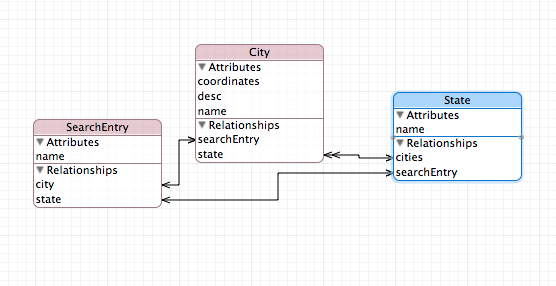 City
Attributes
coordinates
desc
name
Relationships
searchEntry
state
State
Attributes
name
Relationships
cities
searchEntry
SearchEntry
Attributes
name
Relationships
city
state